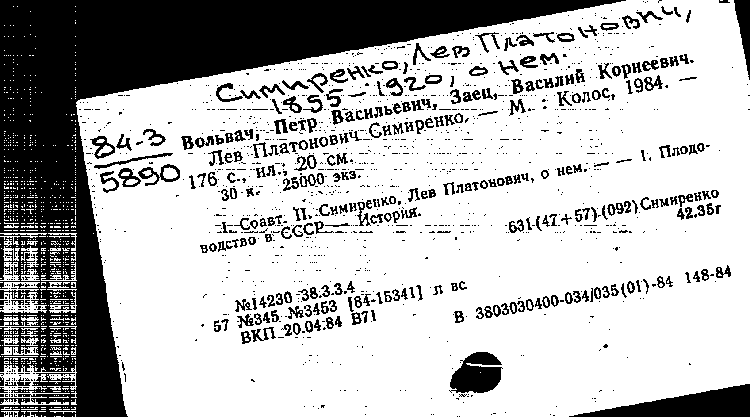 Симиренко, Лев Платонович,
1855–1920, о нем.
84-3
5890
Вольвач, Петр Васильевич, Заец, Василий Корнеевич.
Лев Платонович Симиренко. — М. : Колос, 1984. —
176 с., ил.; 20 см.
30 к. 25000 экз.
I. Соавт. II. Симиренко, Лев Платонович, о нем. — — 1. Плодо-
водство в СССР — История.
631.(47+57).(092)Симиренко
42.35г
№14230 38.3.3.4
57 №345 №3453 [84-15341] п вс
ВКП 20.04.84 В71
В 3803030400-034/035(01)-84 148-84